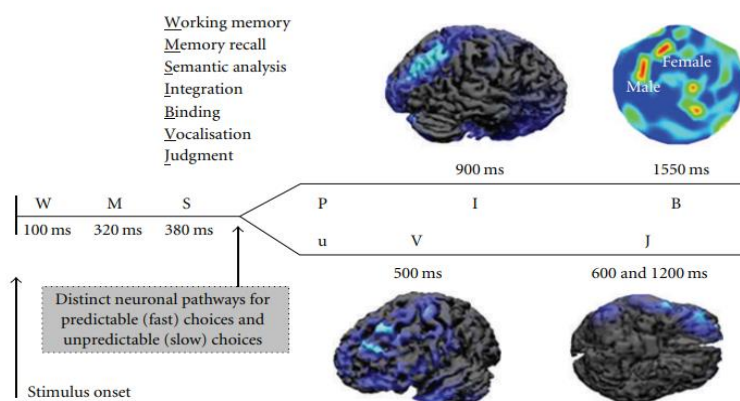 Working memory
Memory recall
Semantic analysis
Integration
Binding
Vocalisation
Judgment
Female
Male
900 ms
1550 ms
W M S P I B
100 ms 320 ms 380 ms
u V J
500 ms
600 and 1200 ms
Distinct neuronal pathways for
predictable (fast) choices and
unpredictable (slow) choices
Stimulus onset